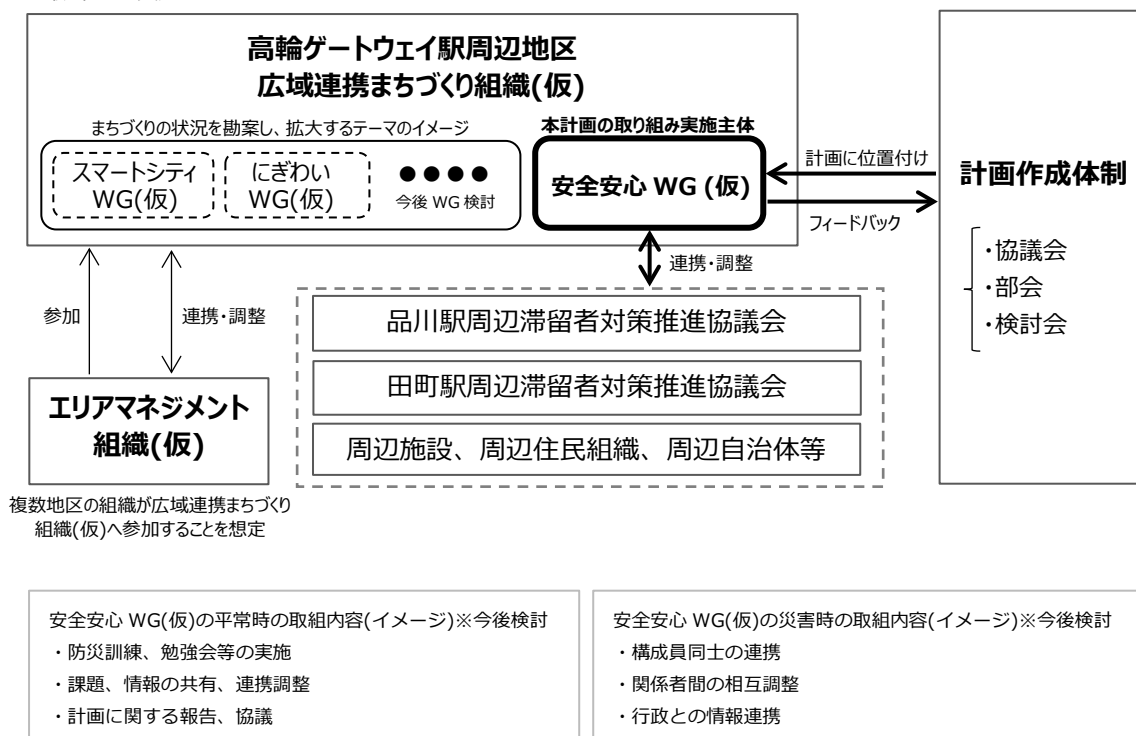 高輪ゲートウェイ駅周辺地区
広域連携まちづくり組織(仮)
まちづくりの状況を勘案し、拡大するテーマのイメージ
スマートシティ
WG(仮)
にぎわい
WG(仮)
●●●●
今後 WG 検討
本計画の取り組み実施主体
安全安心 WG (仮)
計画に位置付け
フィードバック
計画作成体制
・協議会
・部会
・検討会
連携・調整
参加
連携・調整
品川駅周辺滞留者対策推進協議会
田町駅周辺滞留者対策推進協議会
周辺施設、周辺住民組織、周辺自治体等
エリアマネジメント
組織(仮)
複数地区の組織が広域連携まちづくり
組織(仮)へ参加することを想定
安全安心 WG(仮)の平常時の取組内容(イメージ)※今後検討
・防災訓練、勉強会等の実施
・課題、情報の共有、連携調整
・計画に関する報告、協議
安全安心 WG(仮)の災害時の取組内容(イメージ)※今後検討
・構成員同士の連携
・関係者間の相互調整
・行政との情報連携